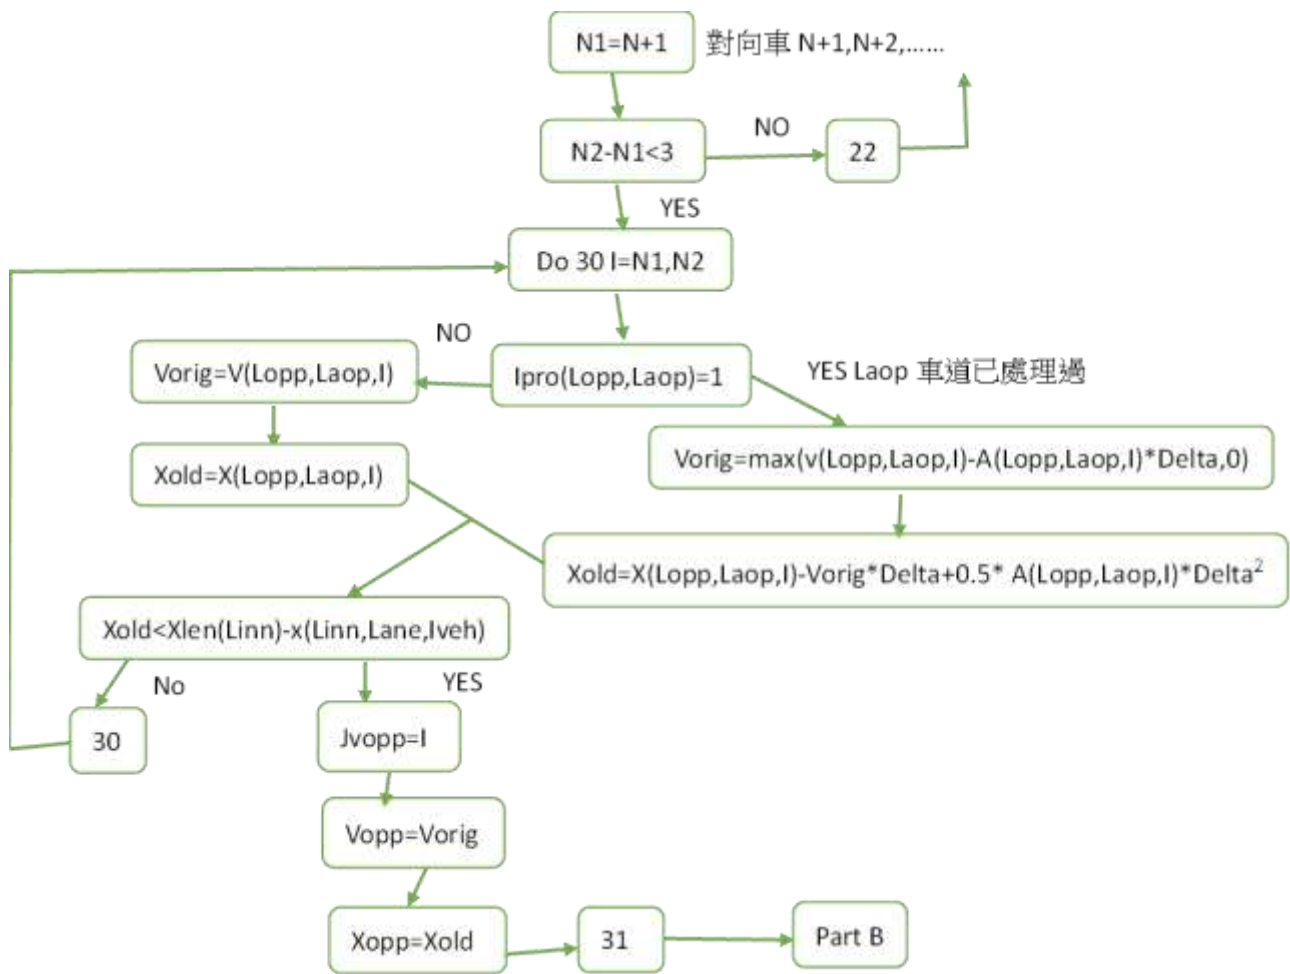 N1=N+1
對向車 N+1,N+2,......
N2-N1<3
NO
22
YES
Do 30 I=N1,N2
NO
Vorig=V(Lopp,Laop,I)
Ipro(Lopp,Laop)=1
YES Laop 車道已處理過
Xold=X(Lopp,Laop,I)
Vorig=max(v(Lopp,Laop,I)-A(Lopp,Laop,I)*Delta,0)
Xold=X(Lopp,Laop,I)-Vorig*Delta+0.5* A(Lopp,Laop,I)*Delta²
Xold<Xlen(Linn)-x(Linn,Lane,Iveh)
No
YES
30
Jvopp=I
Vopp=Vorig
Xopp=Xold
31
Part B